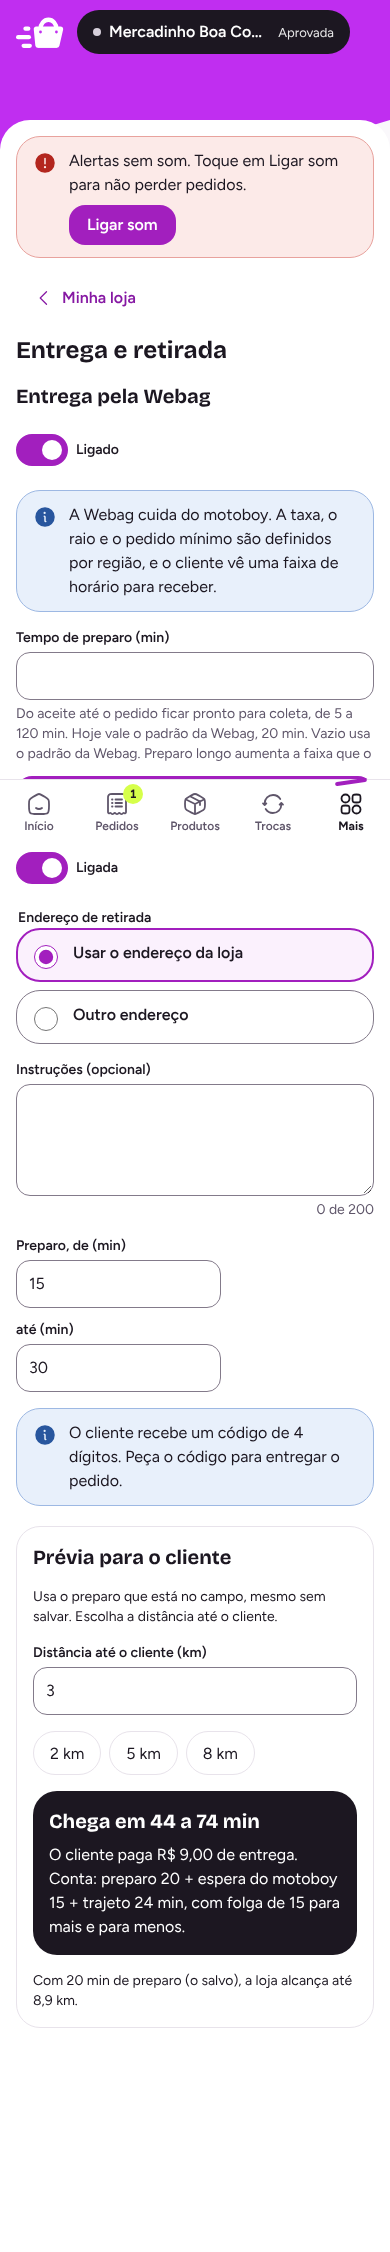 Mercadinho Boa Co...
Aprovada
Alertas sem som. Toque em Ligar som
para não perder pedidos.
Ligar som
Minha loja
Entrega e retirada
Entrega pela Webag
Ligado
A Webag cuida do motoboy. A taxa, o
raio e o pedido mínimo são definidos
por região, e o cliente vê uma faixa de
horário para receber.
Tempo de preparo (min)
Do aceite até o pedido ficar pronto para coleta, de 5 a
120 min. Hoje vale o padrão da Webag, 20 min. Vazio usa
o padrão da Webag. Preparo longo aumenta a faixa que o
1
Início
Pedidos
Produtos
Trocas
Mais
Ligada
Endereço de retirada
Usar o endereço da loja
Outro endereço
Instruções (opcional)
0 de 200
Preparo, de (min)
15
até (min)
30
O cliente recebe um código de 4
dígitos. Peça o código para entregar o
pedido.
Prévia para o cliente
Usa o preparo que está no campo, mesmo sem
salvar. Escolha a distância até o cliente.
Distância até o cliente (km)
3
2 km
5 km
8 km
Chega em 44 a 74 min
O cliente paga R$ 9,00 de entrega.
Conta: preparo 20 + espera do motoboy
15 + trajeto 24 min, com folga de 15 para
mais e para menos.
Com 20 min de preparo (o salvo), a loja alcança até
8,9 km.